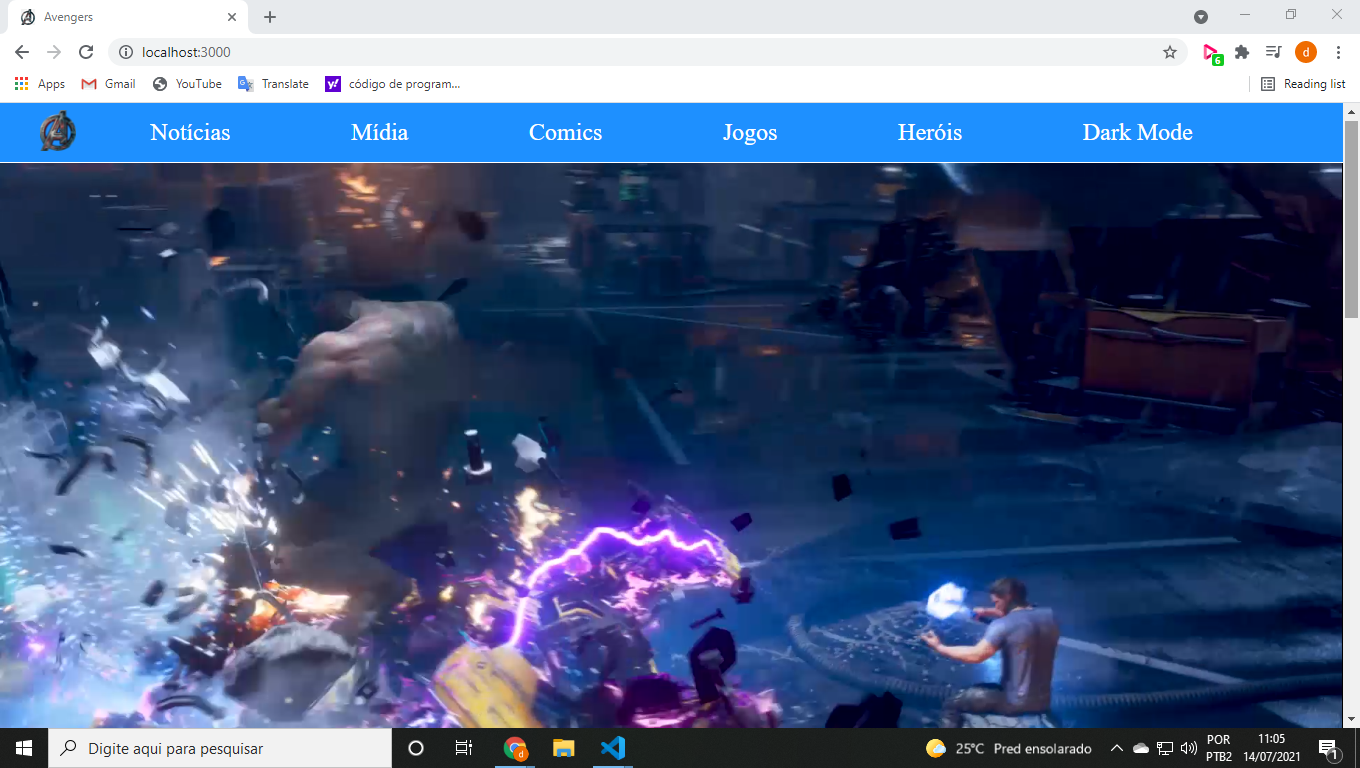 Avengers
localhost:3000
d
6
Apps
Gmail
YouTube
Translate
código de program...
Reading list
Notícias
Mídia
Comics
Jogos
Heróis
Dark Mode
Digite aqui para pesquisar
d
25°C Pred ensolarado
POR
PTB2
11:05
14/07/2021
1